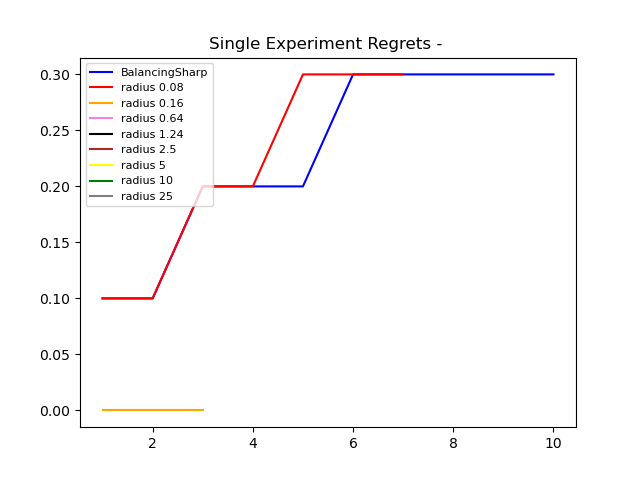 Single Experiment Regrets -
0.30
0.25
0.20
0.15
0.10
0.05
0.00
BalancingSharp
radius 0.08
radius 0.16
radius 0.64
radius 1.24
radius 2.5
radius 5
radius 10
radius 25
2 4 6 8 10